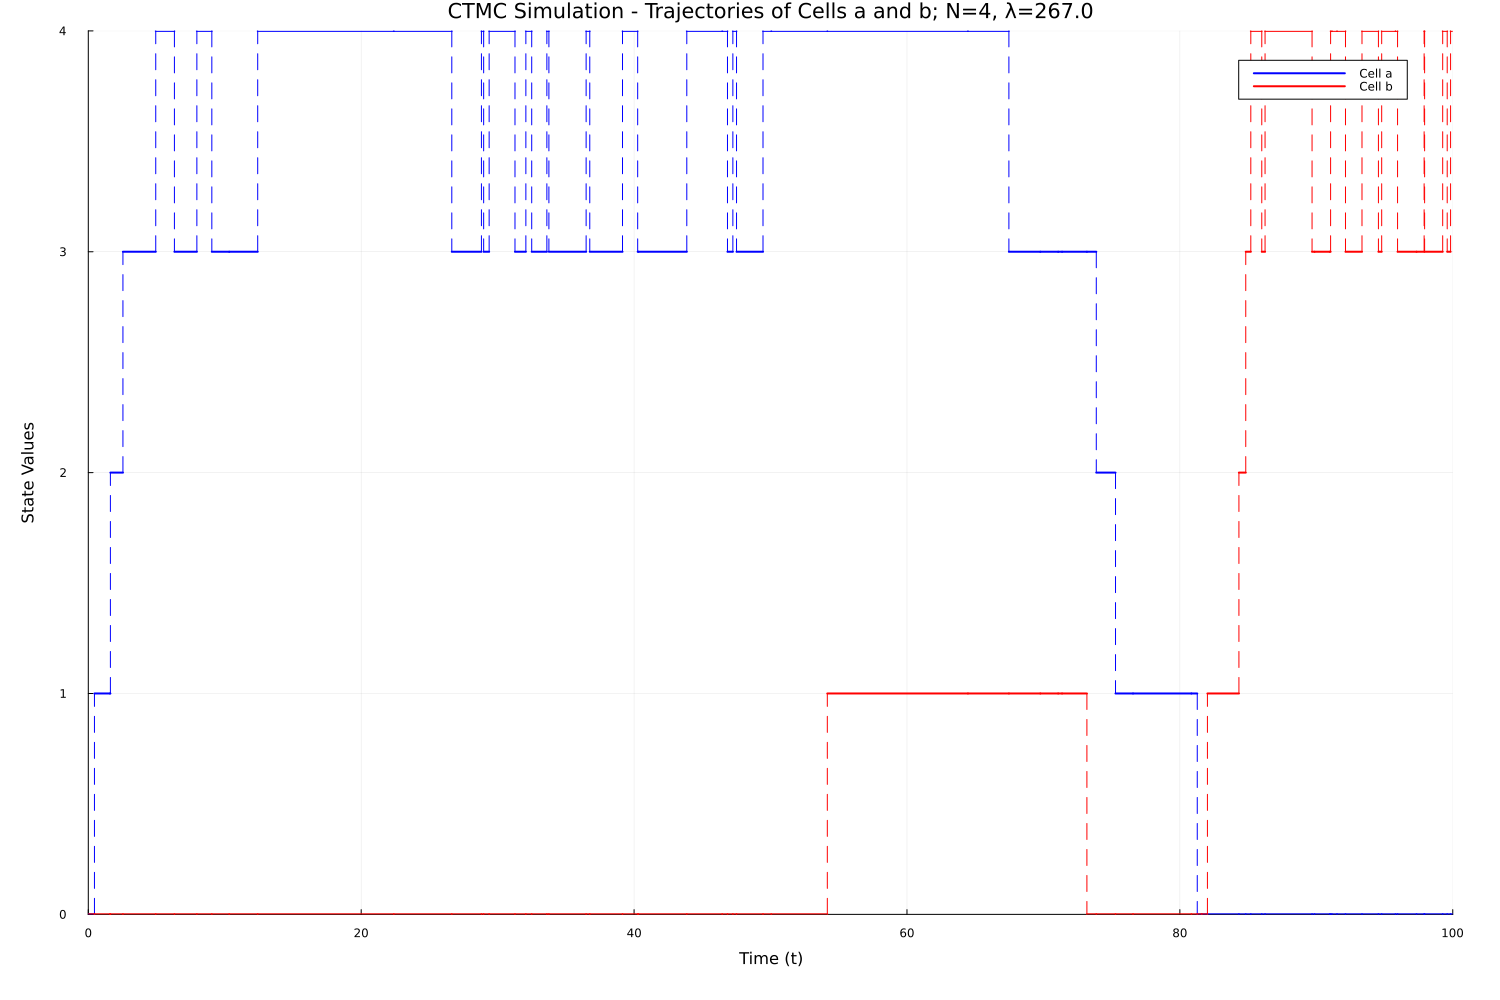 CTMC Simulation - Trajectories of Cells a and b; N=4, λ=267.0
4
Cell a
Cell b
3
State Values
2
1
0
0 20 40 60 80 100
Time (t)